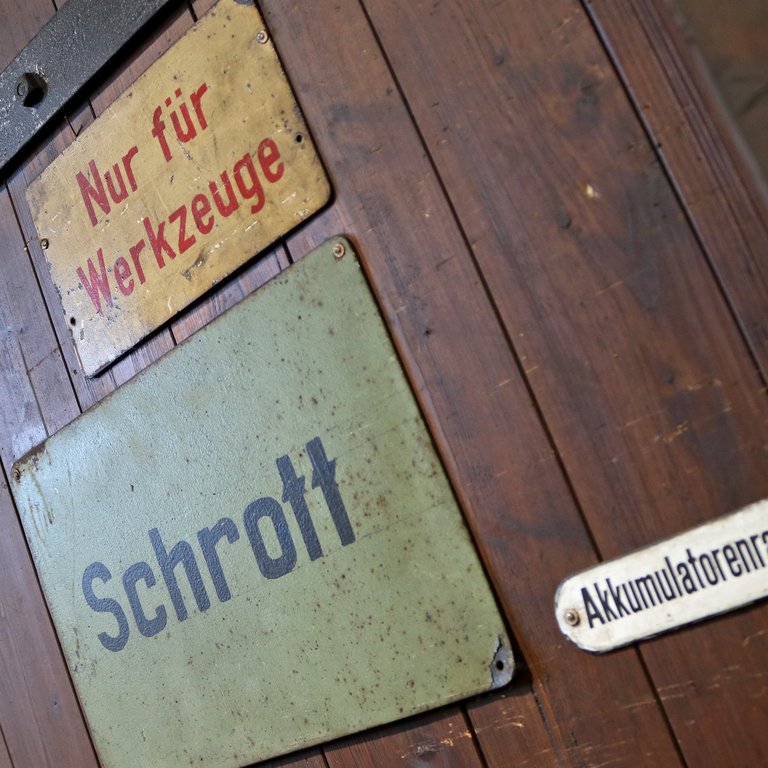 Nur für
Werkzeuge
Schrott
Akkumulatorenra